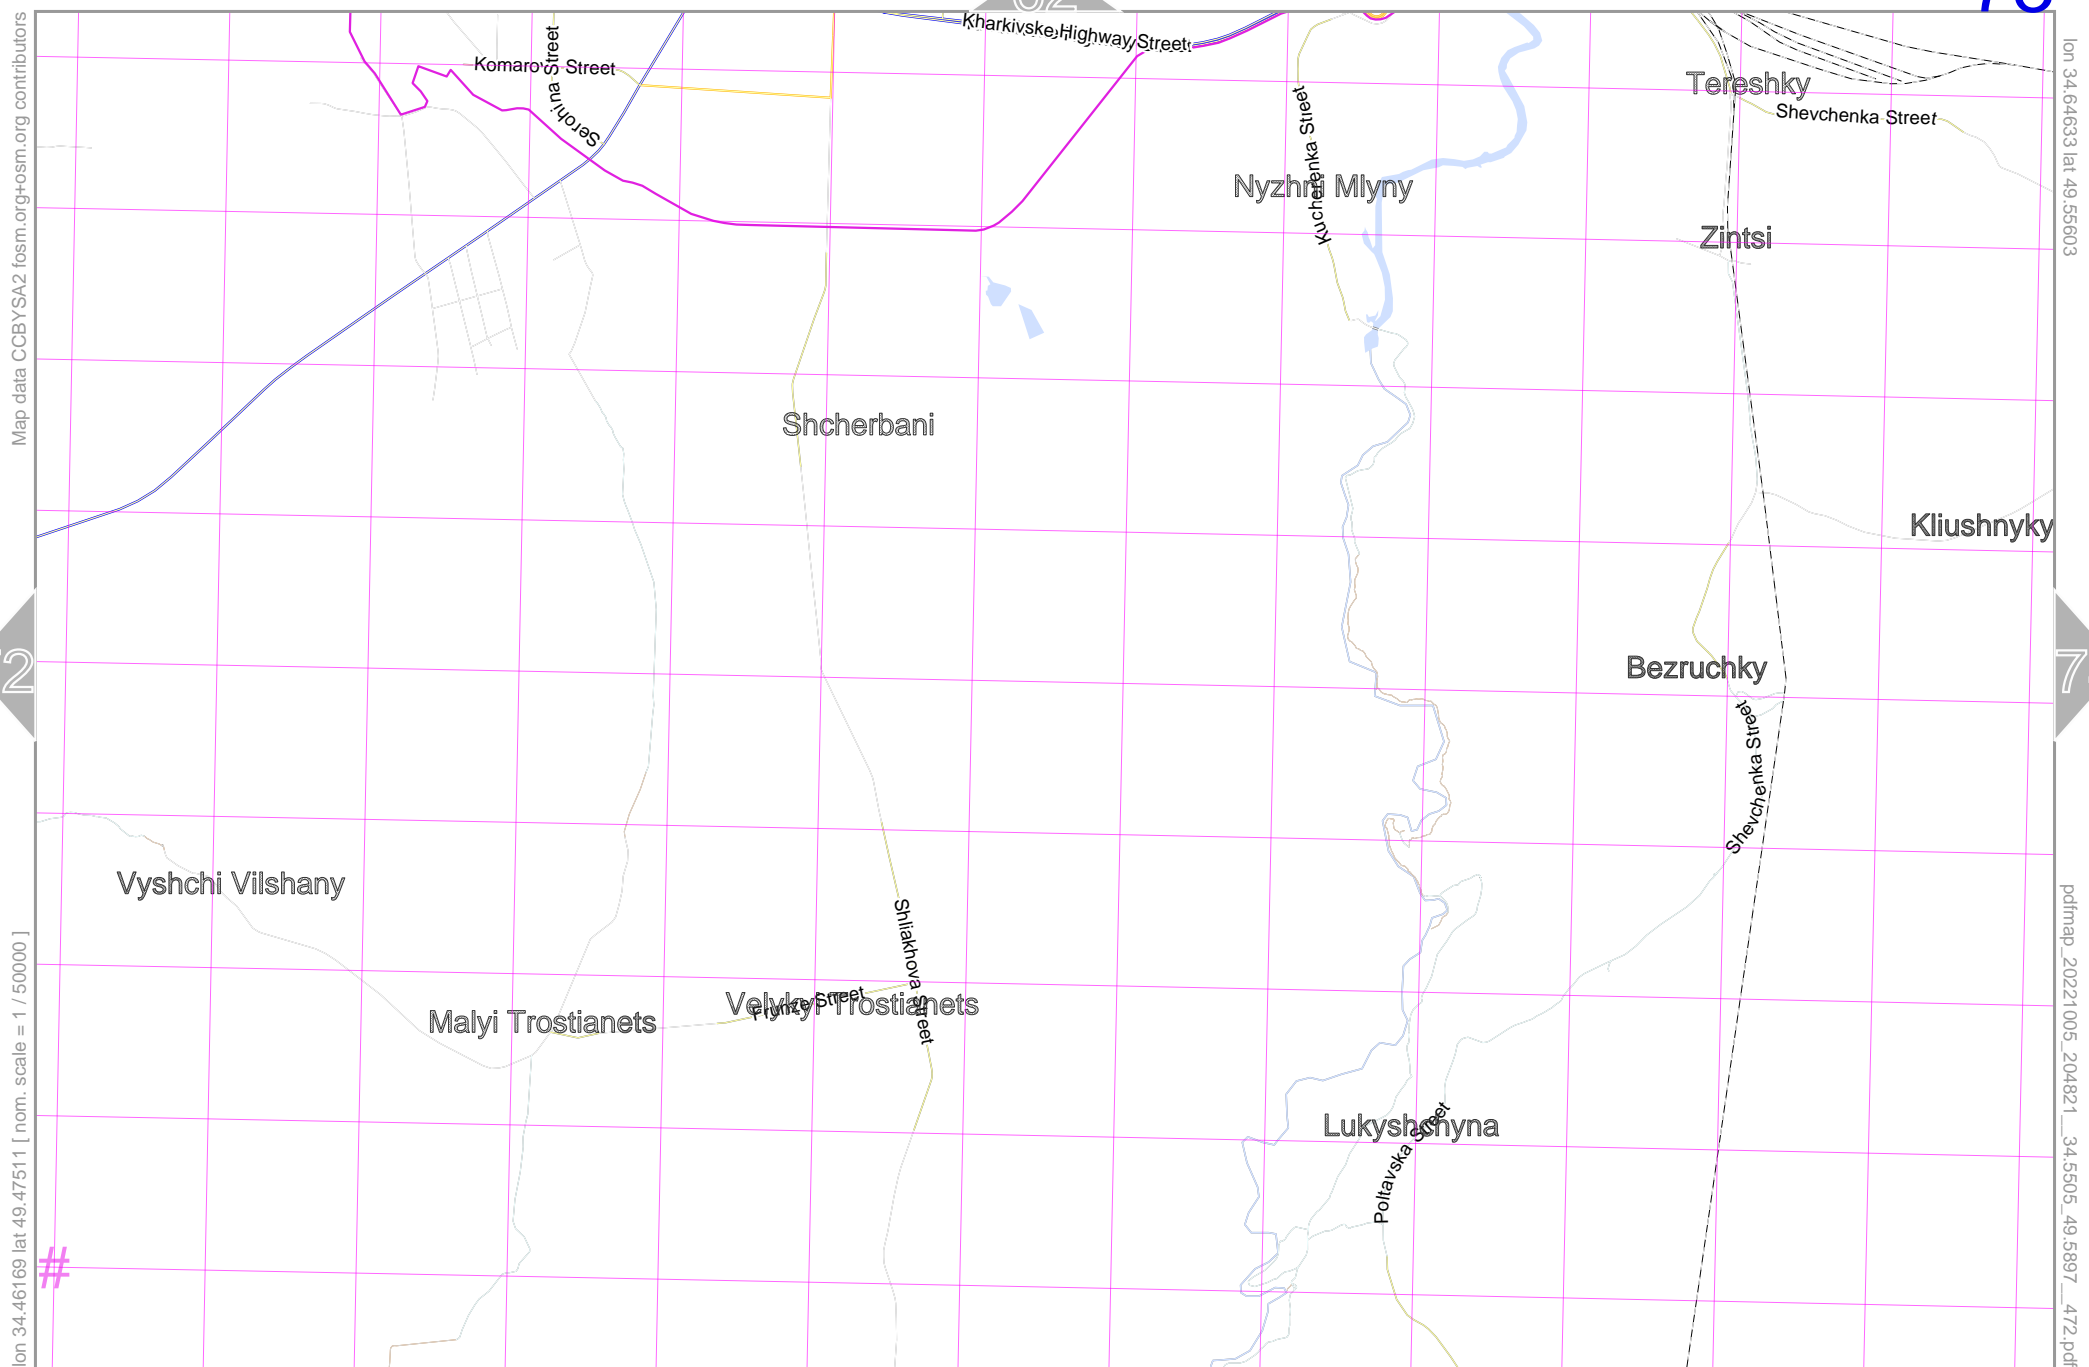 Kharkivske Highway Street
Komarova Street
Serohina Street
Kucherenka Street
Tereshky
Shevchenka Street
Nyzhni Mlyny
Zintsi
Shcherbani
Kliushnyky
Bezruchky
Shevchenka Street
Vyshchi Vilshany
Shliakhova Street
Velykyi Trostianets
Frunze Street
Malyi Trostianets
Lukyshchyna
Poltavska Street
#
Map data CCBYSA2 fosm.org+osm.org contributors
lon 34.46169 lat 49.47511 [ nom. scale = 1 / 50000 ]
lon 34.64633 lat 49.55603
pdfmap_20221005_204821__34.5505_49.5897__472.pdf